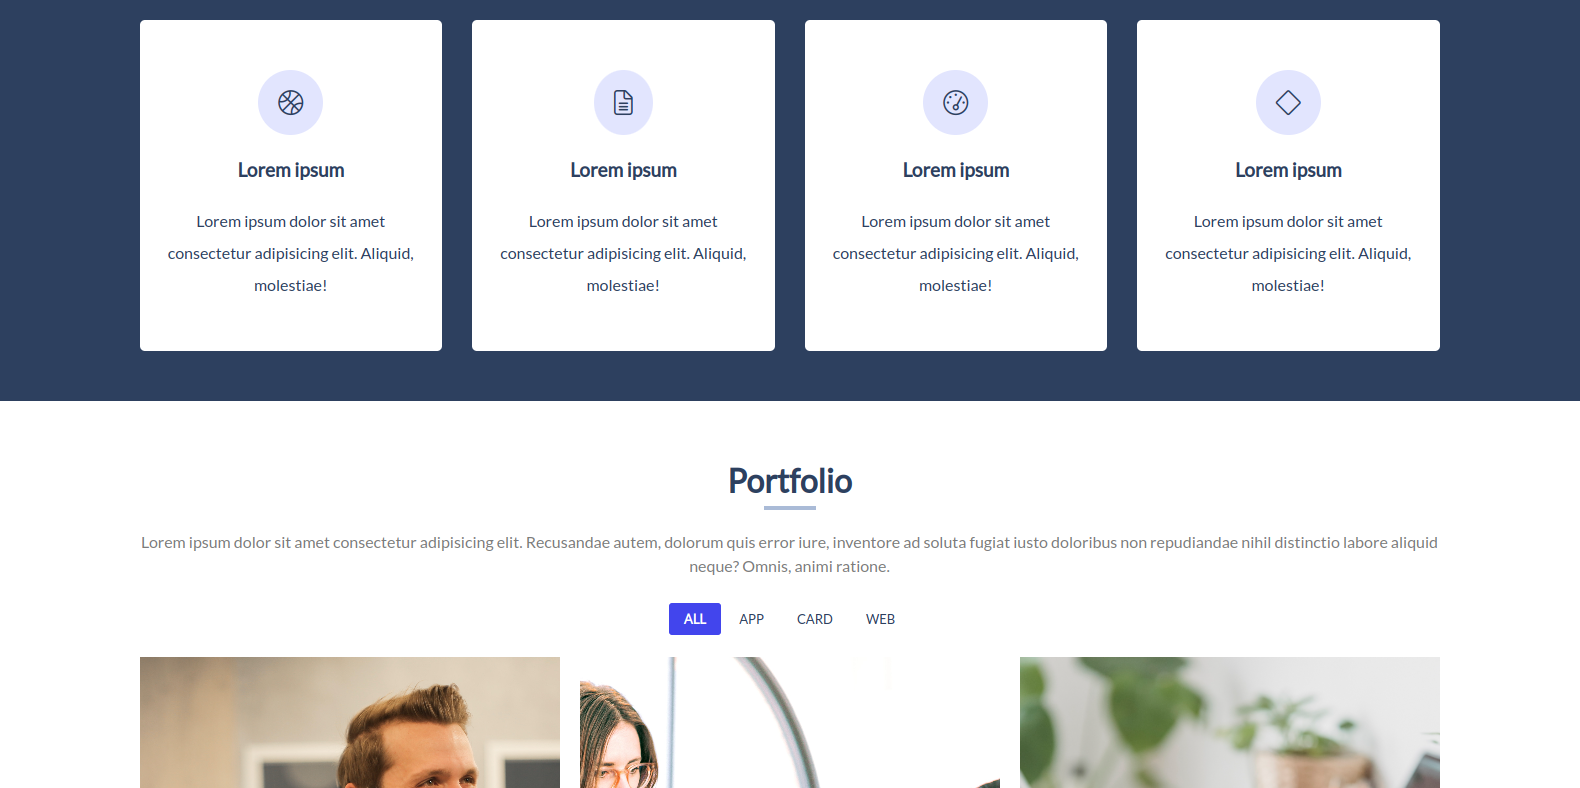 Lorem ipsum
Lorem ipsum dolor sit amet
consectetur adipisicing elit. Aliquid,
molestiae!
Lorem ipsum
Lorem ipsum dolor sit amet
consectetur adipisicing elit. Aliquid,
molestiae!
Lorem ipsum
Lorem ipsum dolor sit amet
consectetur adipisicing elit. Aliquid,
molestiae!
Lorem ipsum
Lorem ipsum dolor sit amet
consectetur adipisicing elit. Aliquid,
molestiae!
Portfolio
Lorem ipsum dolor sit amet consectetur adipisicing elit. Recusandae autem, dolorum quis error iure, inventore ad soluta fugiat iusto doloribus non repudiandae nihil distinctio labore aliquid
neque? Omnis, animi ratione.
ALL APP CARD WEB